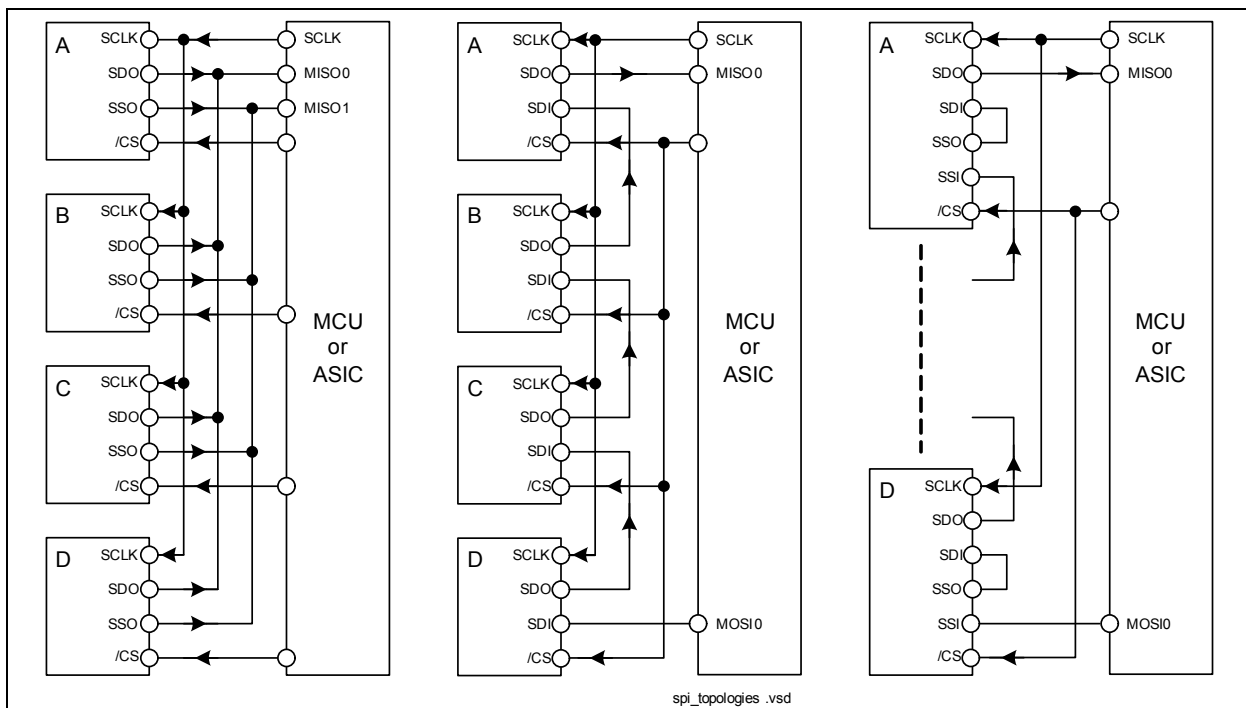 A
SCLK
SDO
SSO
/CS
B
SCLK
SDO
SSO
/CS
C
SCLK
SDO
SSO
/CS
D
SCLK
SDO
SSO
/CS
SCLK
MISO0
MISO1
MCU
or
ASIC
A
SCLK
SDO
SDI
/CS
B
SCLK
SDO
SDI
/CS
C
SCLK
SDO
SDI
/CS
D
SCLK
SDO
SDI
/CS
SCLK
MISO0
MCU
or
ASIC
MOSI0
A
SCLK
SDO
SDI
SSO
SSI
/CS
D
SCLK
SDO
SDI
SSO
SSI
/CS
SCLK
MISO0
MCU
or
ASIC
MOSI0
spi_topologies .vsd